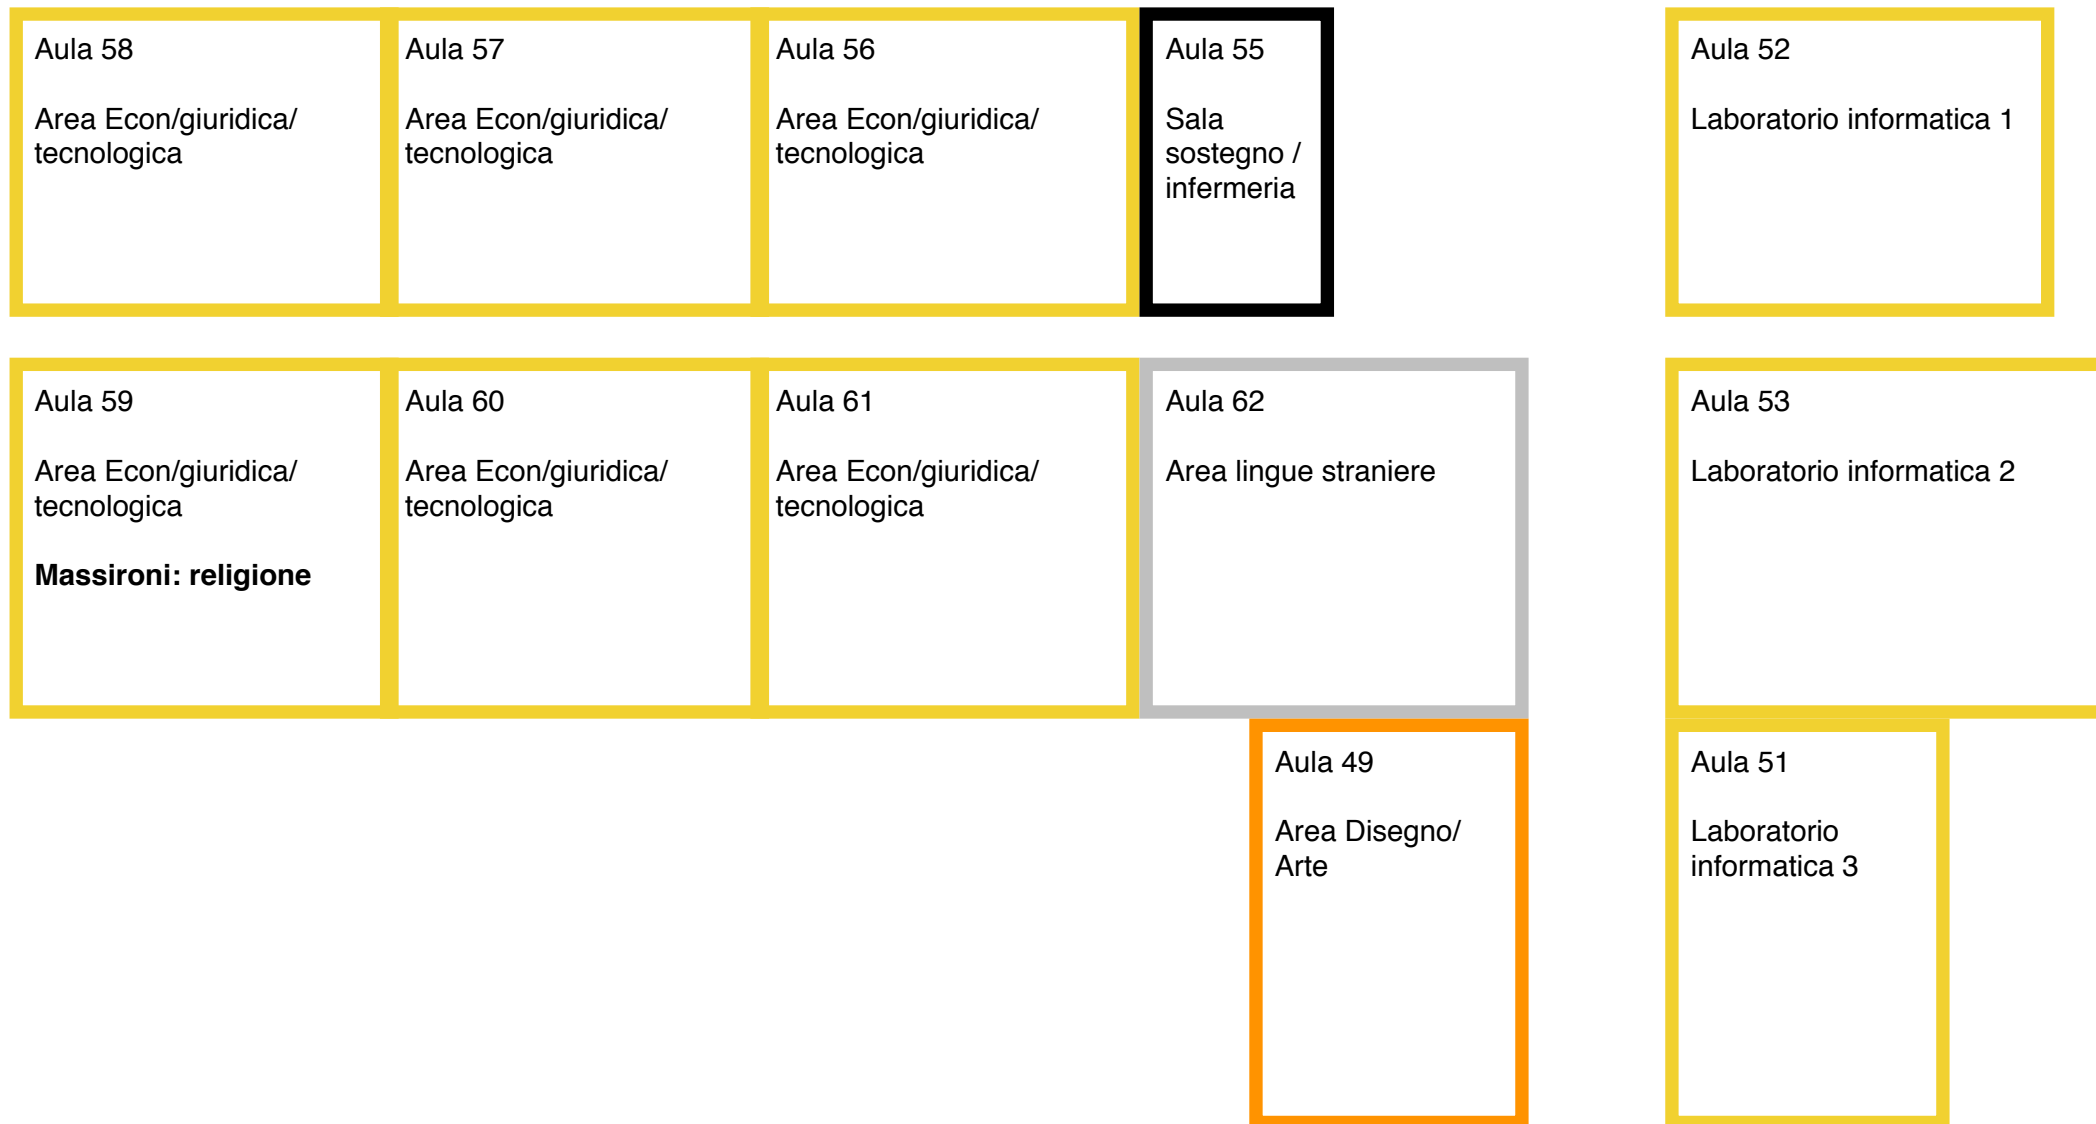 Aula 58
Area Econ/giuridica/
tecnologica
Aula 57
Area Econ/giuridica/
tecnologica
Aula 56
Area Econ/giuridica/
tecnologica
Aula 55
Sala
sostegno /
infermeria
Aula 52
Laboratorio informatica 1
Aula 59
Area Econ/giuridica/
tecnologica
Massironi: religione
Aula 60
Area Econ/giuridica/
tecnologica
Aula 61
Area Econ/giuridica/
tecnologica
Aula 62
Area lingue straniere
Aula 53
Laboratorio informatica 2
Aula 49
Area Disegno/
Arte
Aula 51
Laboratorio
informatica 3